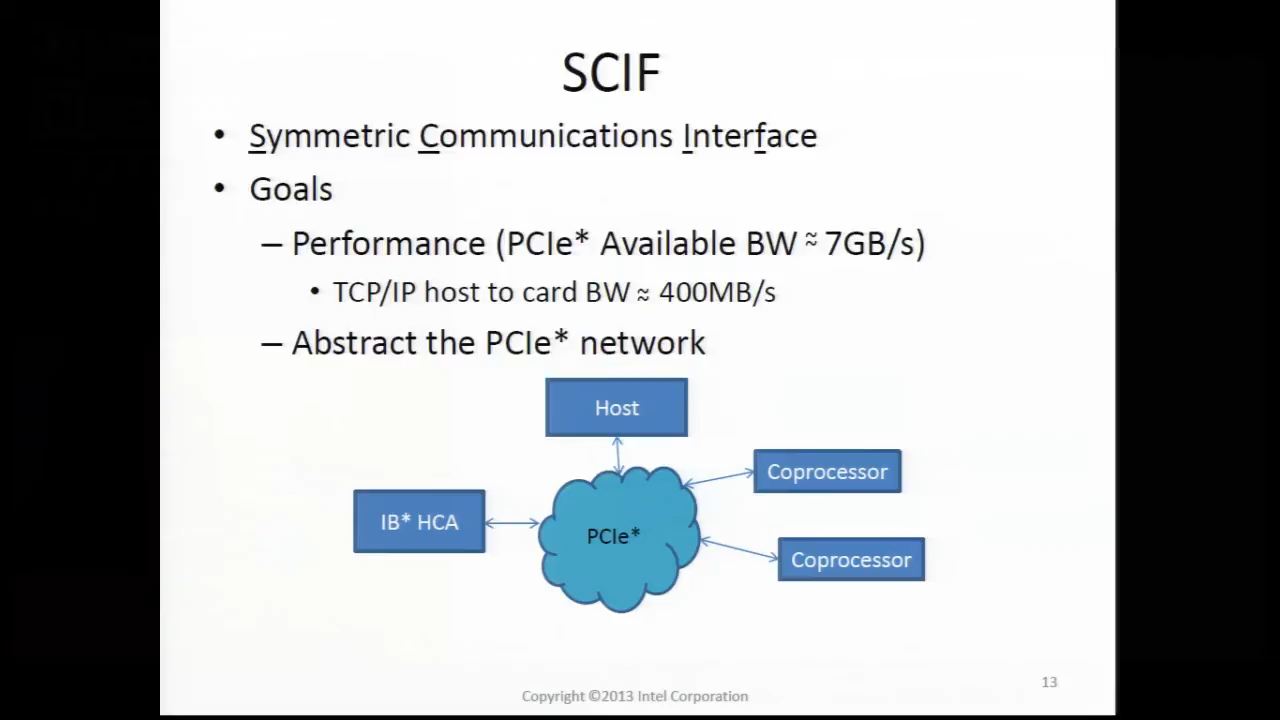 SCIF
• Symmetric Communications Interface
• Goals
– Performance (PCIe* Available BW ≈ 7GB/s)
• TCP/IP host to card BW ≈ 400MB/s
– Abstract the PCIe* network
Host
Coprocessor
IB* HCA
PCIe*
Coprocessor
13
Copyright ©2013 Intel Corporation